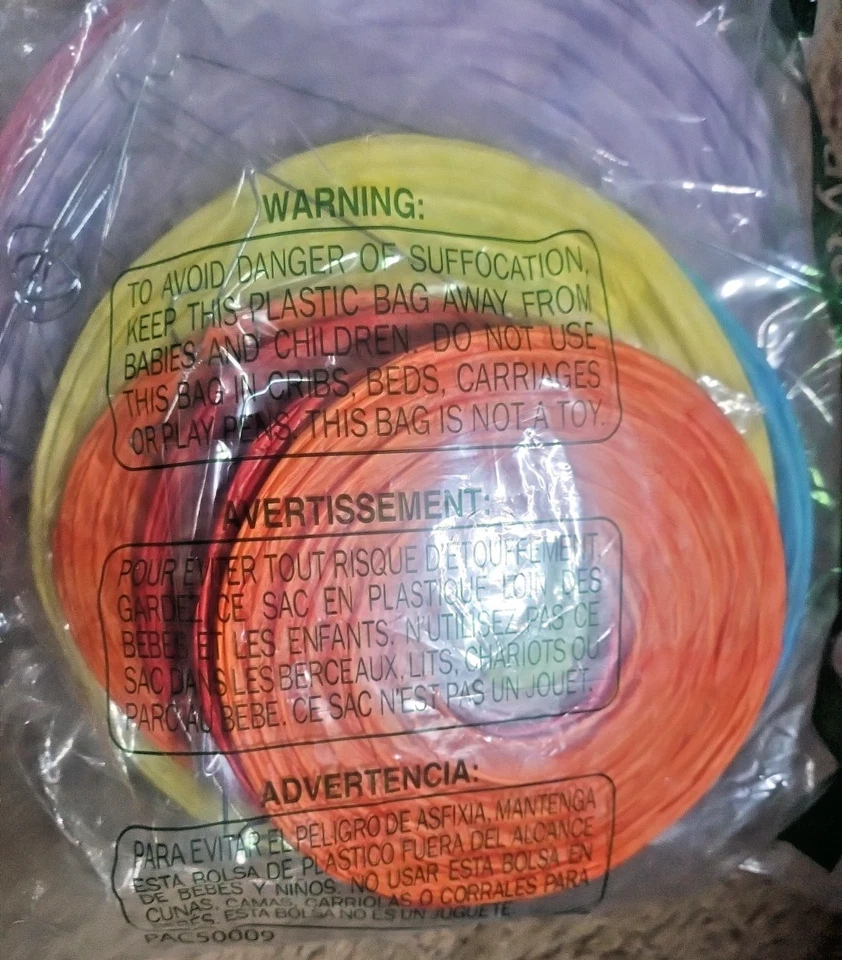 WARNING:
TO AVOID DANGER OF SUFFOCATION,
KEEP THIS PLASTIC BAG AWAY FROM
BABIES AND CHILDREN. DO NOT USE
THIS BAG IN CRIBS, BEDS, CARRIAGES
OR PLAY PENS. THIS BAG IS NOT A TOY.
AVERTISSEMENT:
POUR EVITER TOUT RISQUE D'ETOUFFEMENT,
GARDEZ CE SAC EN PLASTIQUE LOIN DES
BEBES ET LES ENFANTS. N'UTILISEZ PAS CE
SAC DANS LES BERCEAUX, LITS, CHARIOTS OU
PARC AU BEBE. CE SAC N'EST PAS UN JOUET.
ADVERTENCIA:
PARA EVITAR EL PELIGRO DE ASFIXIA, MANTENGA
ESTA BOLSA DE PLASTICO FUERA DEL ALCANCE
DE BEBES Y NIÑOS. NO USAR ESTA BOLSA EN
CUNAS, CAMAS, CARRIOLAS O CORRALES PARA
BEBES. ESTA BOLSA NO ES UN JUGUETE.
PAC50009